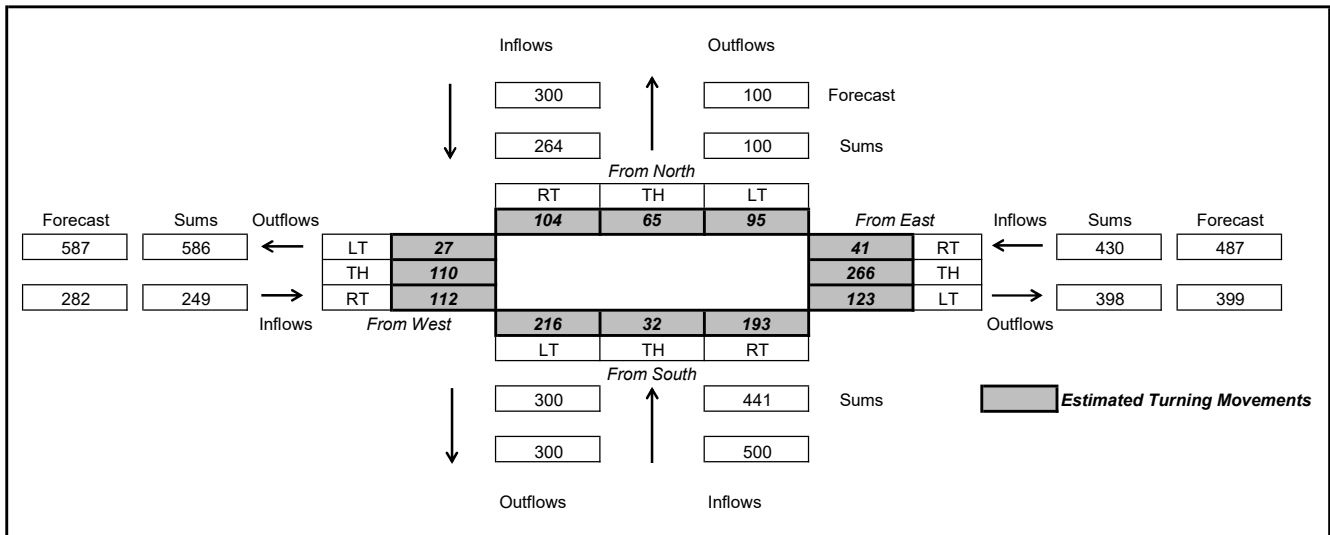 Inflows Outflows
300 100 Forecast
264 100 Sums
From North
RT TH LT
Forecast Sums Outflows 104 65 95 From East Inflows Sums Forecast
587 586 LT 27 41 RT 430 487
TH 110 266 TH
282 249 RT 112 123 LT 398 399
Inflows From West 216 32 193 Outflows
LT TH RT
From South
300 441 Sums Estimated Turning Movements
300 500
Outflows Inflows